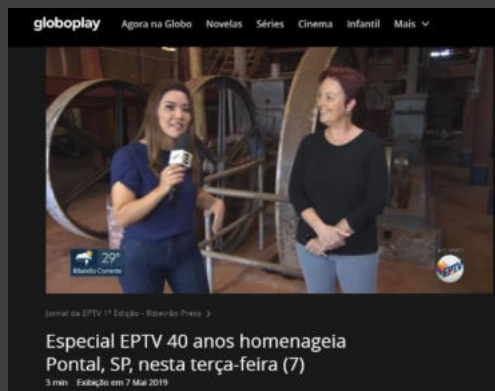 globoplay Agora na Globo Novelas Séries Cinema Infantil Mais
29°
Ribeirão Corrente
AO VIVO
EPTV
Jornal da EPTV 1ª Edição - Ribeirão Preto >
Especial EPTV 40 anos homenageia
Pontal, SP, nesta terça-feira (7)
3 min Exibição em 7 Mai 2019